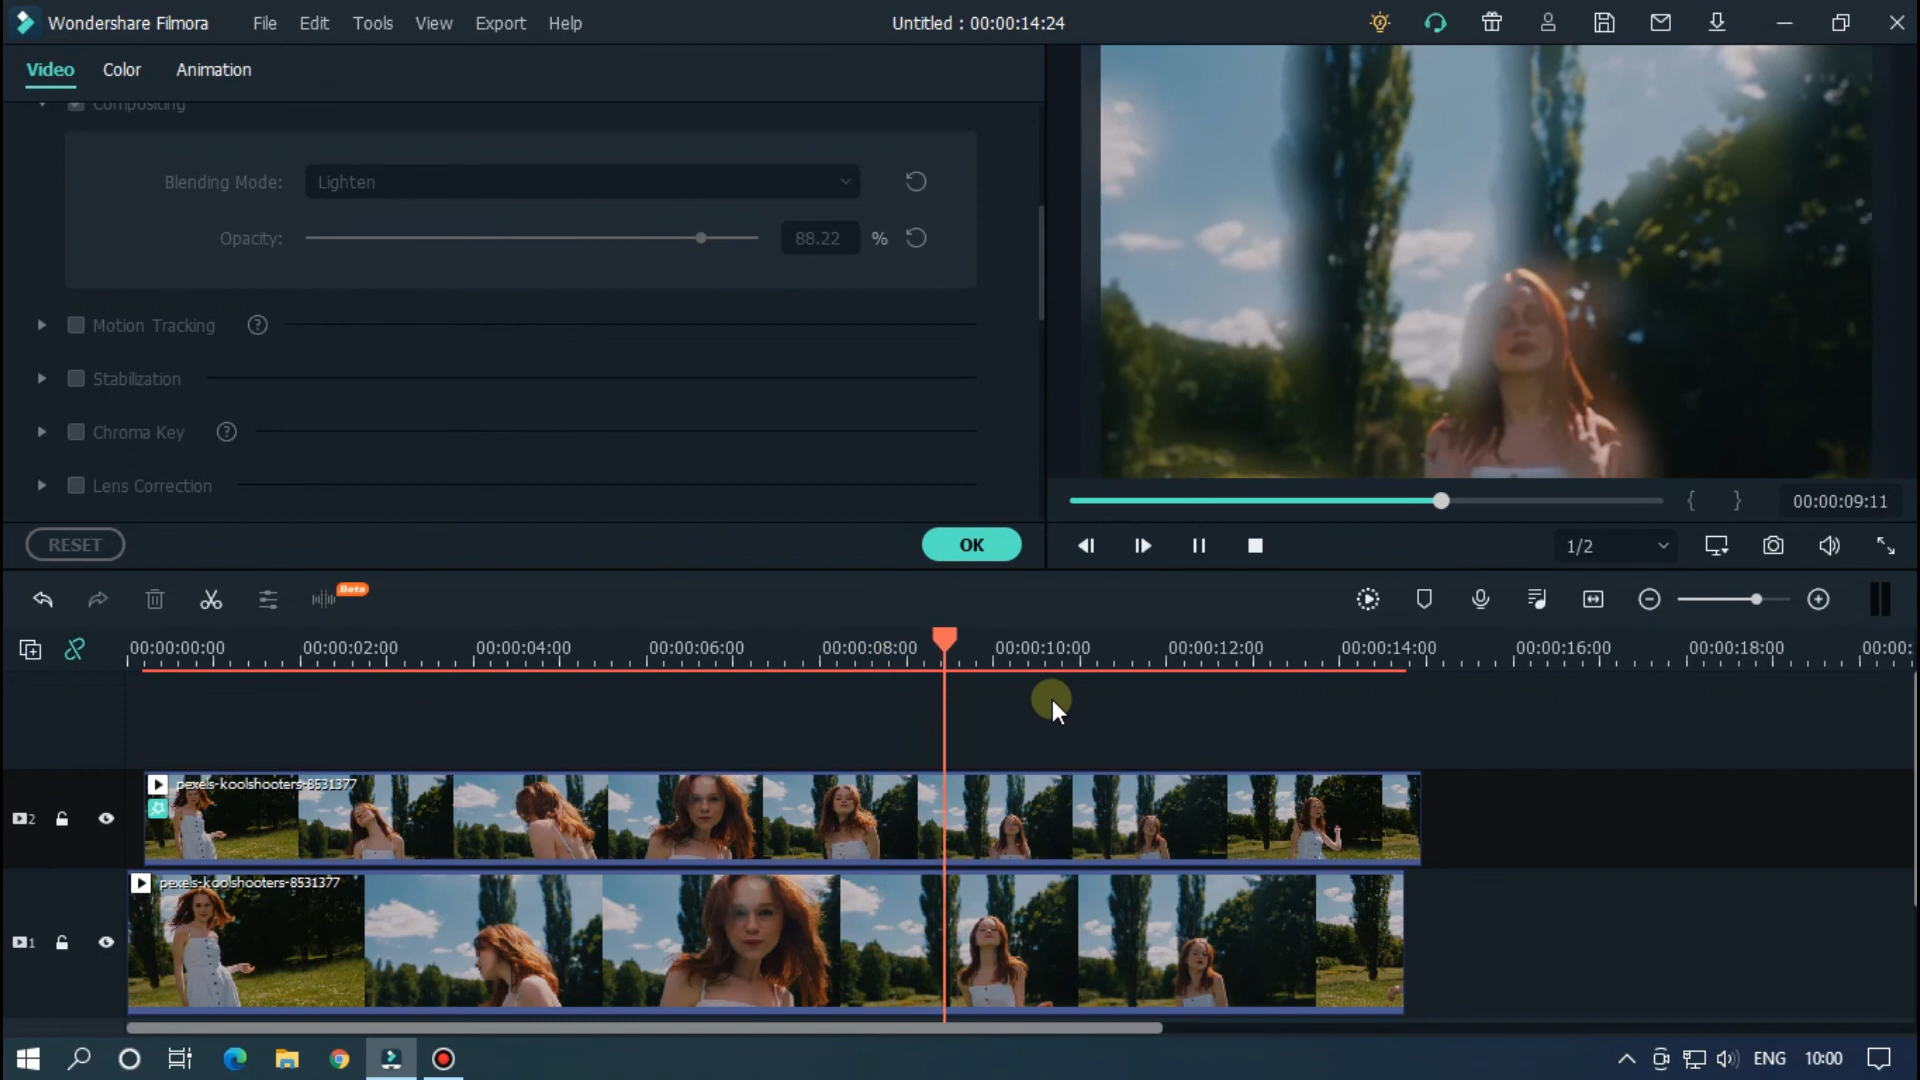 Wondershare Filmora File Edit Tools View Export Help Untitled : 00:00:14:24
Video Color Animation
Compositing
Blending Mode: Lighten
Opacity: 88.22 %
Motion Tracking ?
Stabilization
Chroma Key ?
Lens Correction
{ } 00:00:09:11
RESET OK 1/2
Beta
00:00:00:00 00:00:02:00 00:00:04:00 00:00:06:00 00:00:08:00 00:00:10:00 00:00:12:00 00:00:14:00 00:00:16:00 00:00:18:00 00:00:
pexels-koolshooters-8531377
2
pexels-koolshooters-8531377
1
ENG 10:00